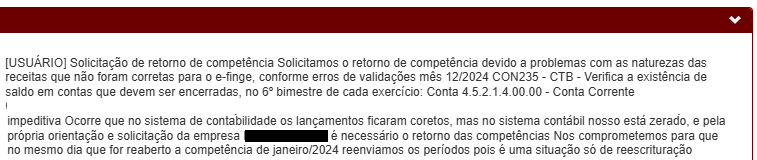 [USUÁRIO] Solicitação de retorno de competência Solicitamos o retorno de competência devido a problemas com as naturezas das
receitas que não foram corretas para o e-finge, conforme erros de validações mês 12/2024 CON235 - CTB - Verifica a existência de
saldo em contas que devem ser encerradas, no 6º bimestre de cada exercício: Conta 4.5.2.1.4.00.00 - Conta Corrente
impeditiva Ocorre que no sistema de contabilidade os lançamentos ficaram coretos, mas no sistema contábil nosso está zerado, e pela
própria orientação e solicitação da empresa é necessário o retorno das competências Nos comprometemos para que
no mesmo dia que for reaberto a competência de janeiro/2024 reenviamos os períodos pois é uma situação só de reescrituração